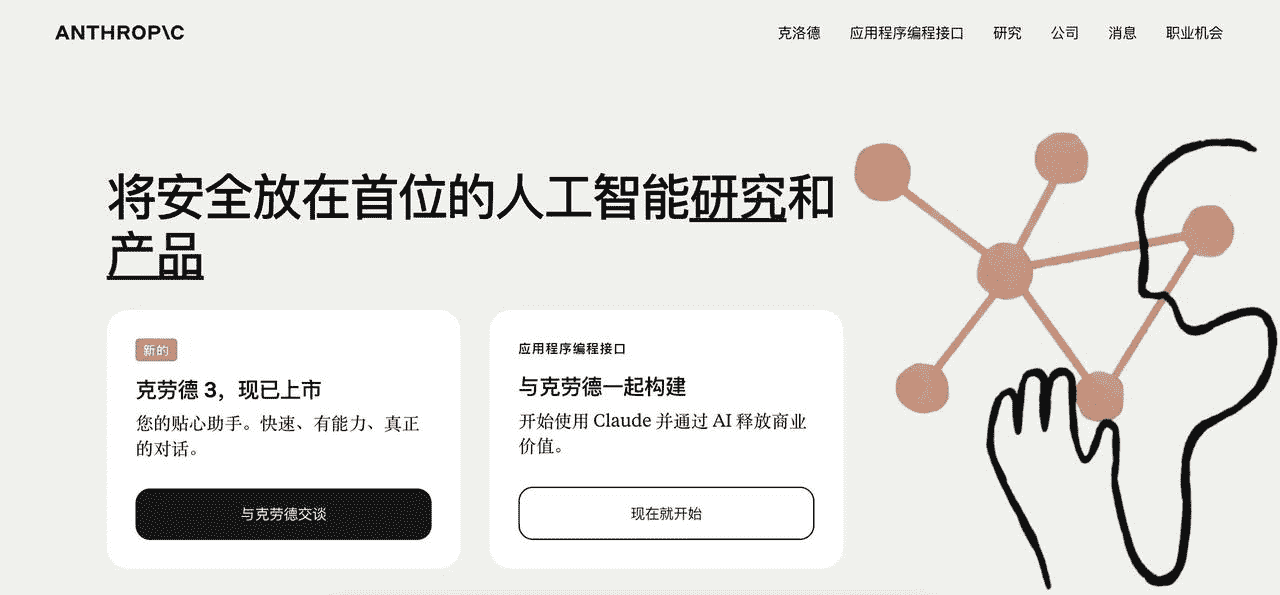 ANTHROP\C
克洛德 应用程序编程接口 研究 公司 消息 职业机会
将安全放在首位的人工智能研究和
产品
新的
克劳德 3，现已上市
您的贴心助手。快速、有能力、真正
的对话。
与克劳德交谈
应用程序编程接口
与克劳德一起构建
开始使用 Claude 并通过 AI 释放商业
价值。
现在就开始